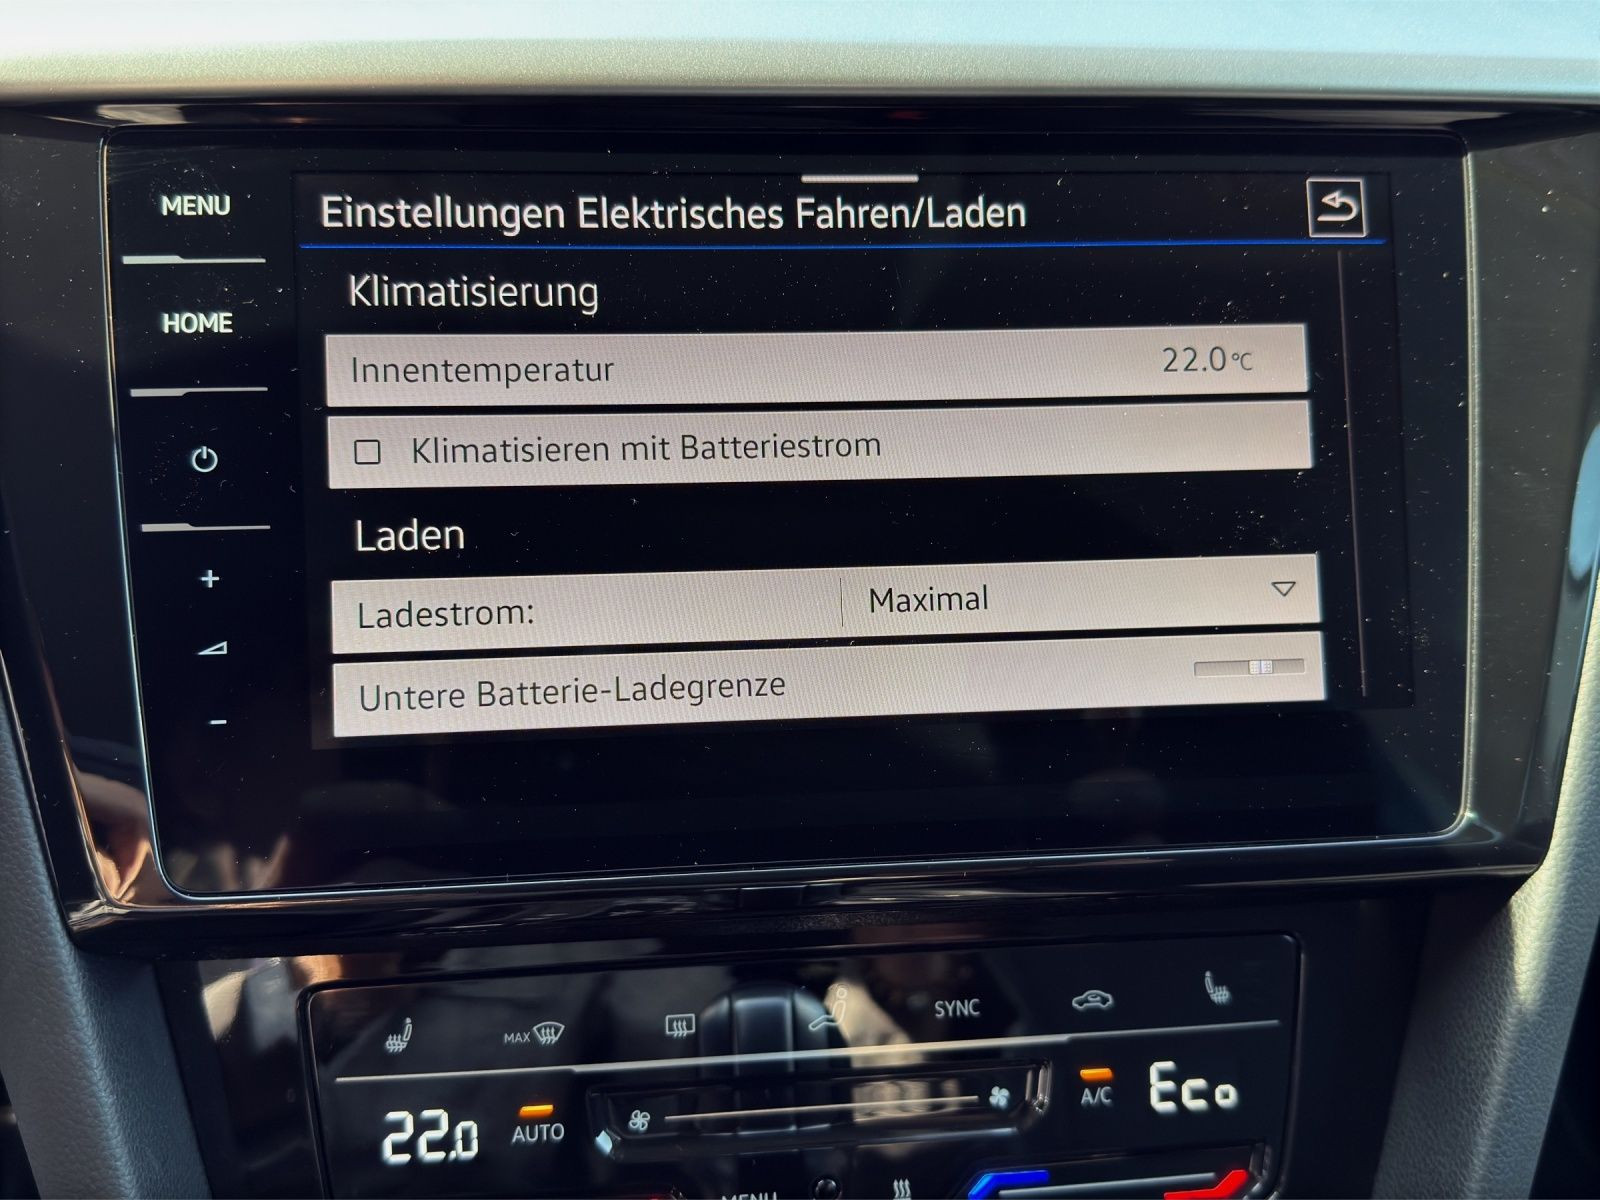 MENU
Einstellungen Elektrisches Fahren/Laden
HOME
Klimatisierung
Innentemperatur 22.0°C
Klimatisieren mit Batteriestrom
Laden
Ladestrom: Maximal
Untere Batterie-Ladegrenze
+
-
MAX
SYNC
22.0
AUTO
A/C
Eco
MENU